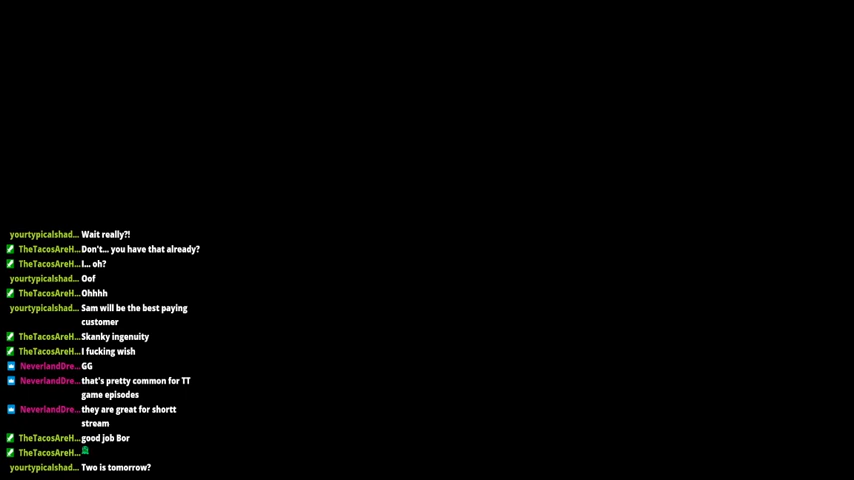 yourtypicalshad... Wait really?!
TheTacosAreH... Don't... you have that already?
TheTacosAreH... I... oh?
yourtypicalshad... Oof
TheTacosAreH... Ohhhh
yourtypicalshad... Sam will be the best paying
customer
TheTacosAreH... Skanky ingenuity
TheTacosAreH... I fucking wish
NeverlandDre... GG
NeverlandDre... that's pretty common for TT
game episodes
NeverlandDre... they are great for shortt
stream
TheTacosAreH... good job Bor
TheTacosAreH...
yourtypicalshad... Two is tomorrow?